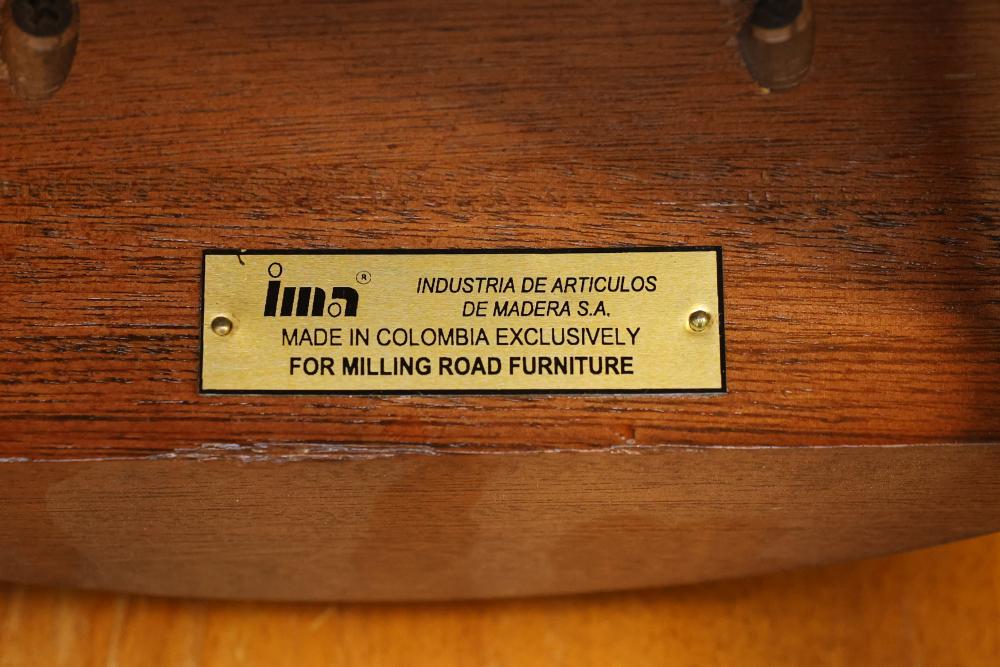 ima ®
INDUSTRIA DE ARTICULOS
DE MADERA S.A.
MADE IN COLOMBIA EXCLUSIVELY
FOR MILLING ROAD FURNITURE